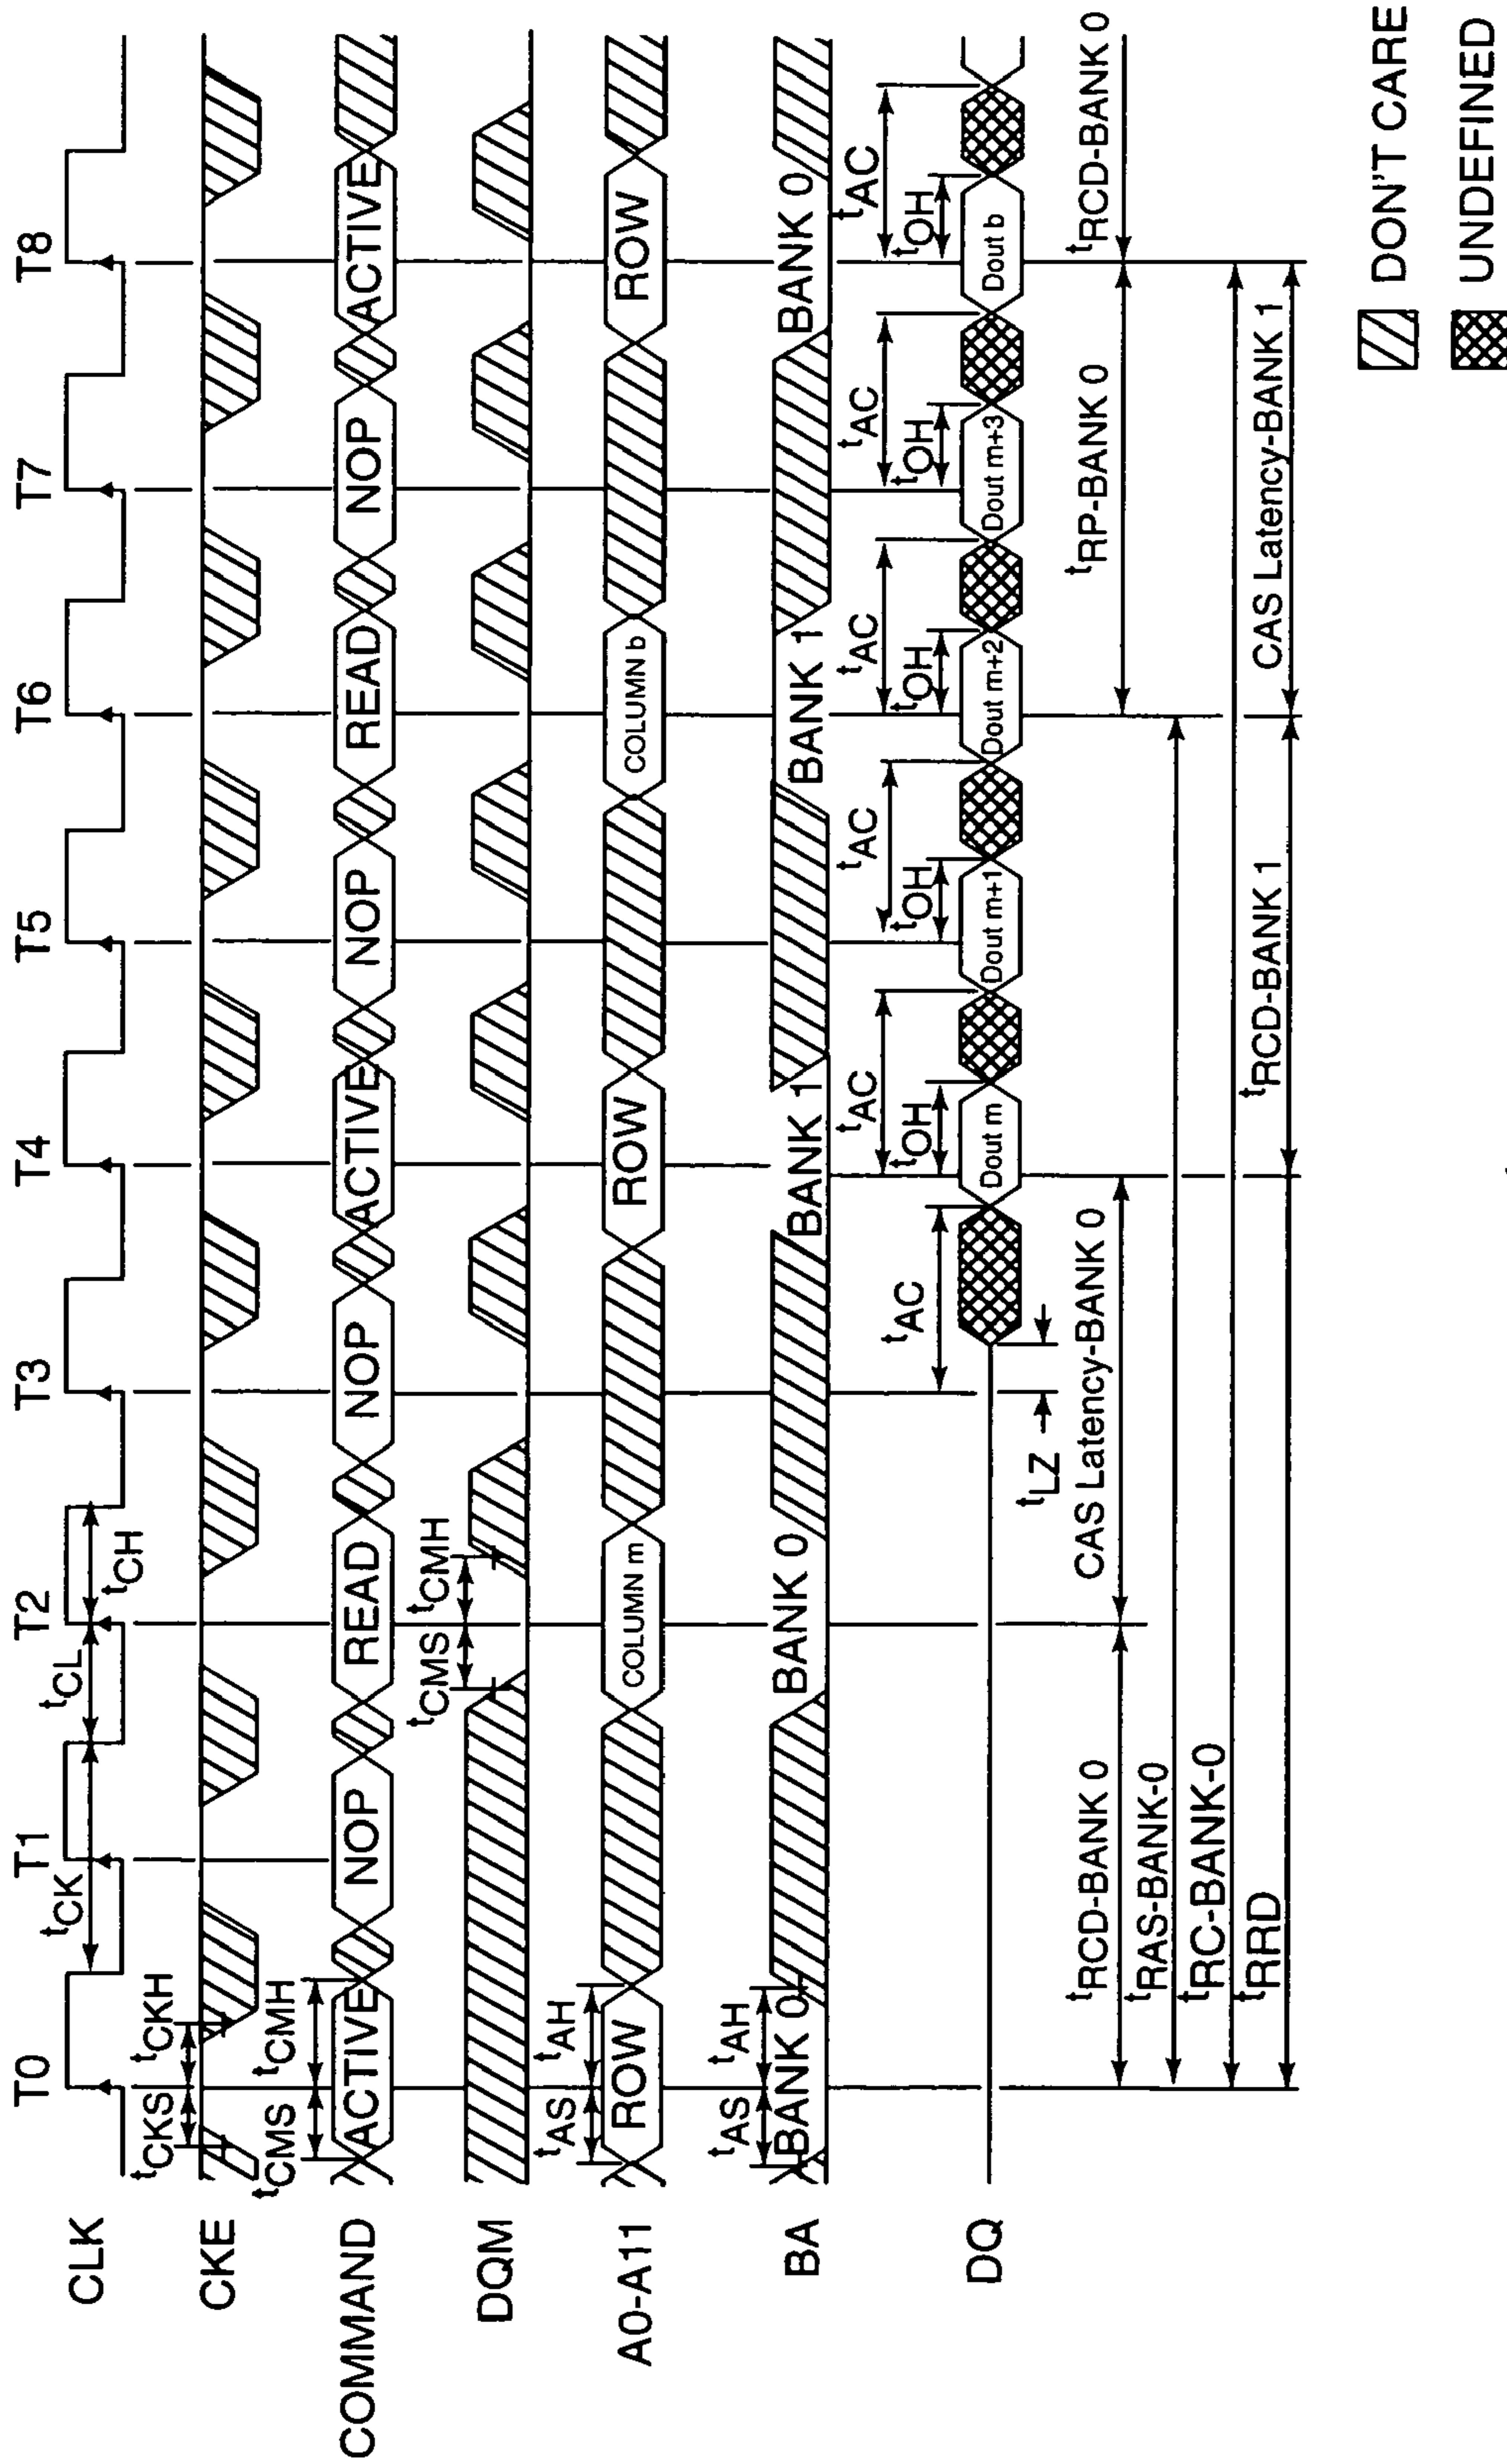 T0 T1 T2 T3 T4 T5 T6 T7 T8
CLK
tCK tCL tCH
CKE
tCKS tCKH
COMMAND
tCMS tCMH
ACTIVE NOP READ NOP ACTIVE NOP READ NOP ACTIVE
DQM
tCMS tCMH
A0-A11
tAS tAH
ROW COLUMN m ROW COLUMN b ROW
BA
tAS tAH
BANK 0 BANK 0 BANK 1 BANK 1 BANK 0
tAC tAC tAC tAC tAC tAC
tOH tOH tOH tOH tOH
DQ
Dout m Dout m+1 Dout m+2 Dout m+3 Dout b
tLZ
tRCD-BANK 0 CAS Latency-BANK 0 tRP-BANK 0 tRCD-BANK 0
tRAS-BANK-0
tRC-BANK-0
tRRD tRCD-BANK 1 CAS Latency-BANK 1
DON'T CARE
UNDEFINED